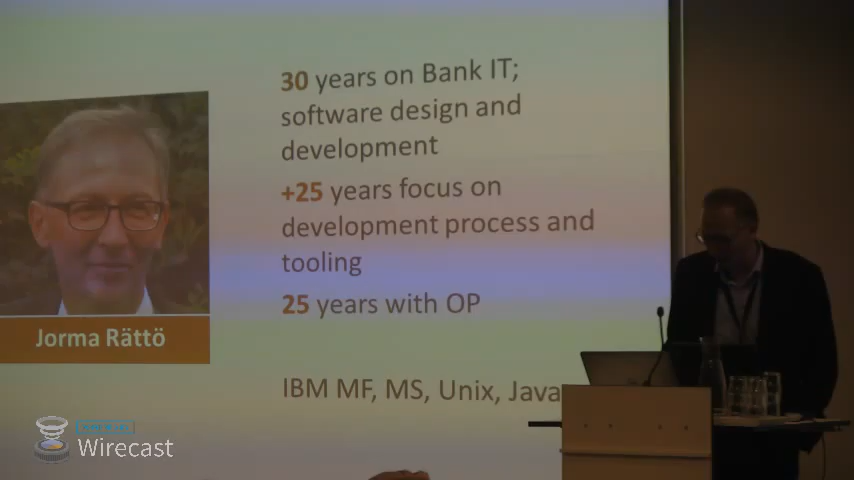 30 years on Bank IT;
software design and
development
+25 years focus on
development process and
tooling
25 years with OP
IBM MF, MS, Unix, Java
Jorma Rättö
Wirecast